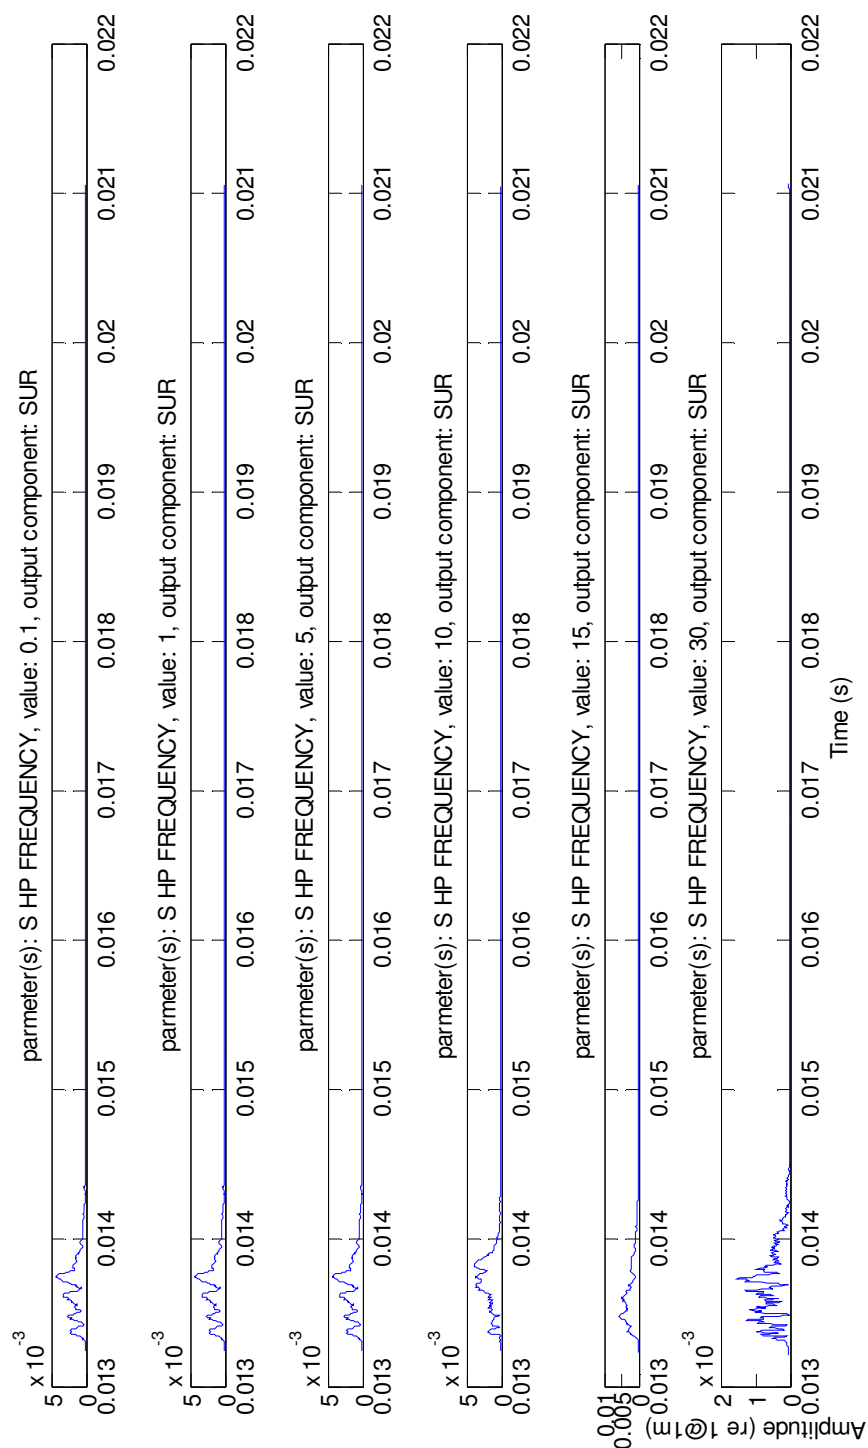 x 10⁻³
parmeter(s): S HP FREQUENCY, value: 0.1, output component: SUR
5
0
0.013 0.014 0.015 0.016 0.017 0.018 0.019 0.02 0.021 0.022
x 10⁻³
parmeter(s): S HP FREQUENCY, value: 1, output component: SUR
5
0
0.013 0.014 0.015 0.016 0.017 0.018 0.019 0.02 0.021 0.022
x 10⁻³
parmeter(s): S HP FREQUENCY, value: 5, output component: SUR
5
0
0.013 0.014 0.015 0.016 0.017 0.018 0.019 0.02 0.021 0.022
x 10⁻³
parmeter(s): S HP FREQUENCY, value: 10, output component: SUR
5
0
0.013 0.014 0.015 0.016 0.017 0.018 0.019 0.02 0.021 0.022
parmeter(s): S HP FREQUENCY, value: 15, output component: SUR
0.01
0.005
0
0.013 0.014 0.015 0.016 0.017 0.018 0.019 0.02 0.021 0.022
x 10⁻³
parmeter(s): S HP FREQUENCY, value: 30, output component: SUR
2
1
0
0.013 0.014 0.015 0.016 0.017 0.018 0.019 0.02 0.021 0.022
Time (s)
Amplitude (re 1@1m)